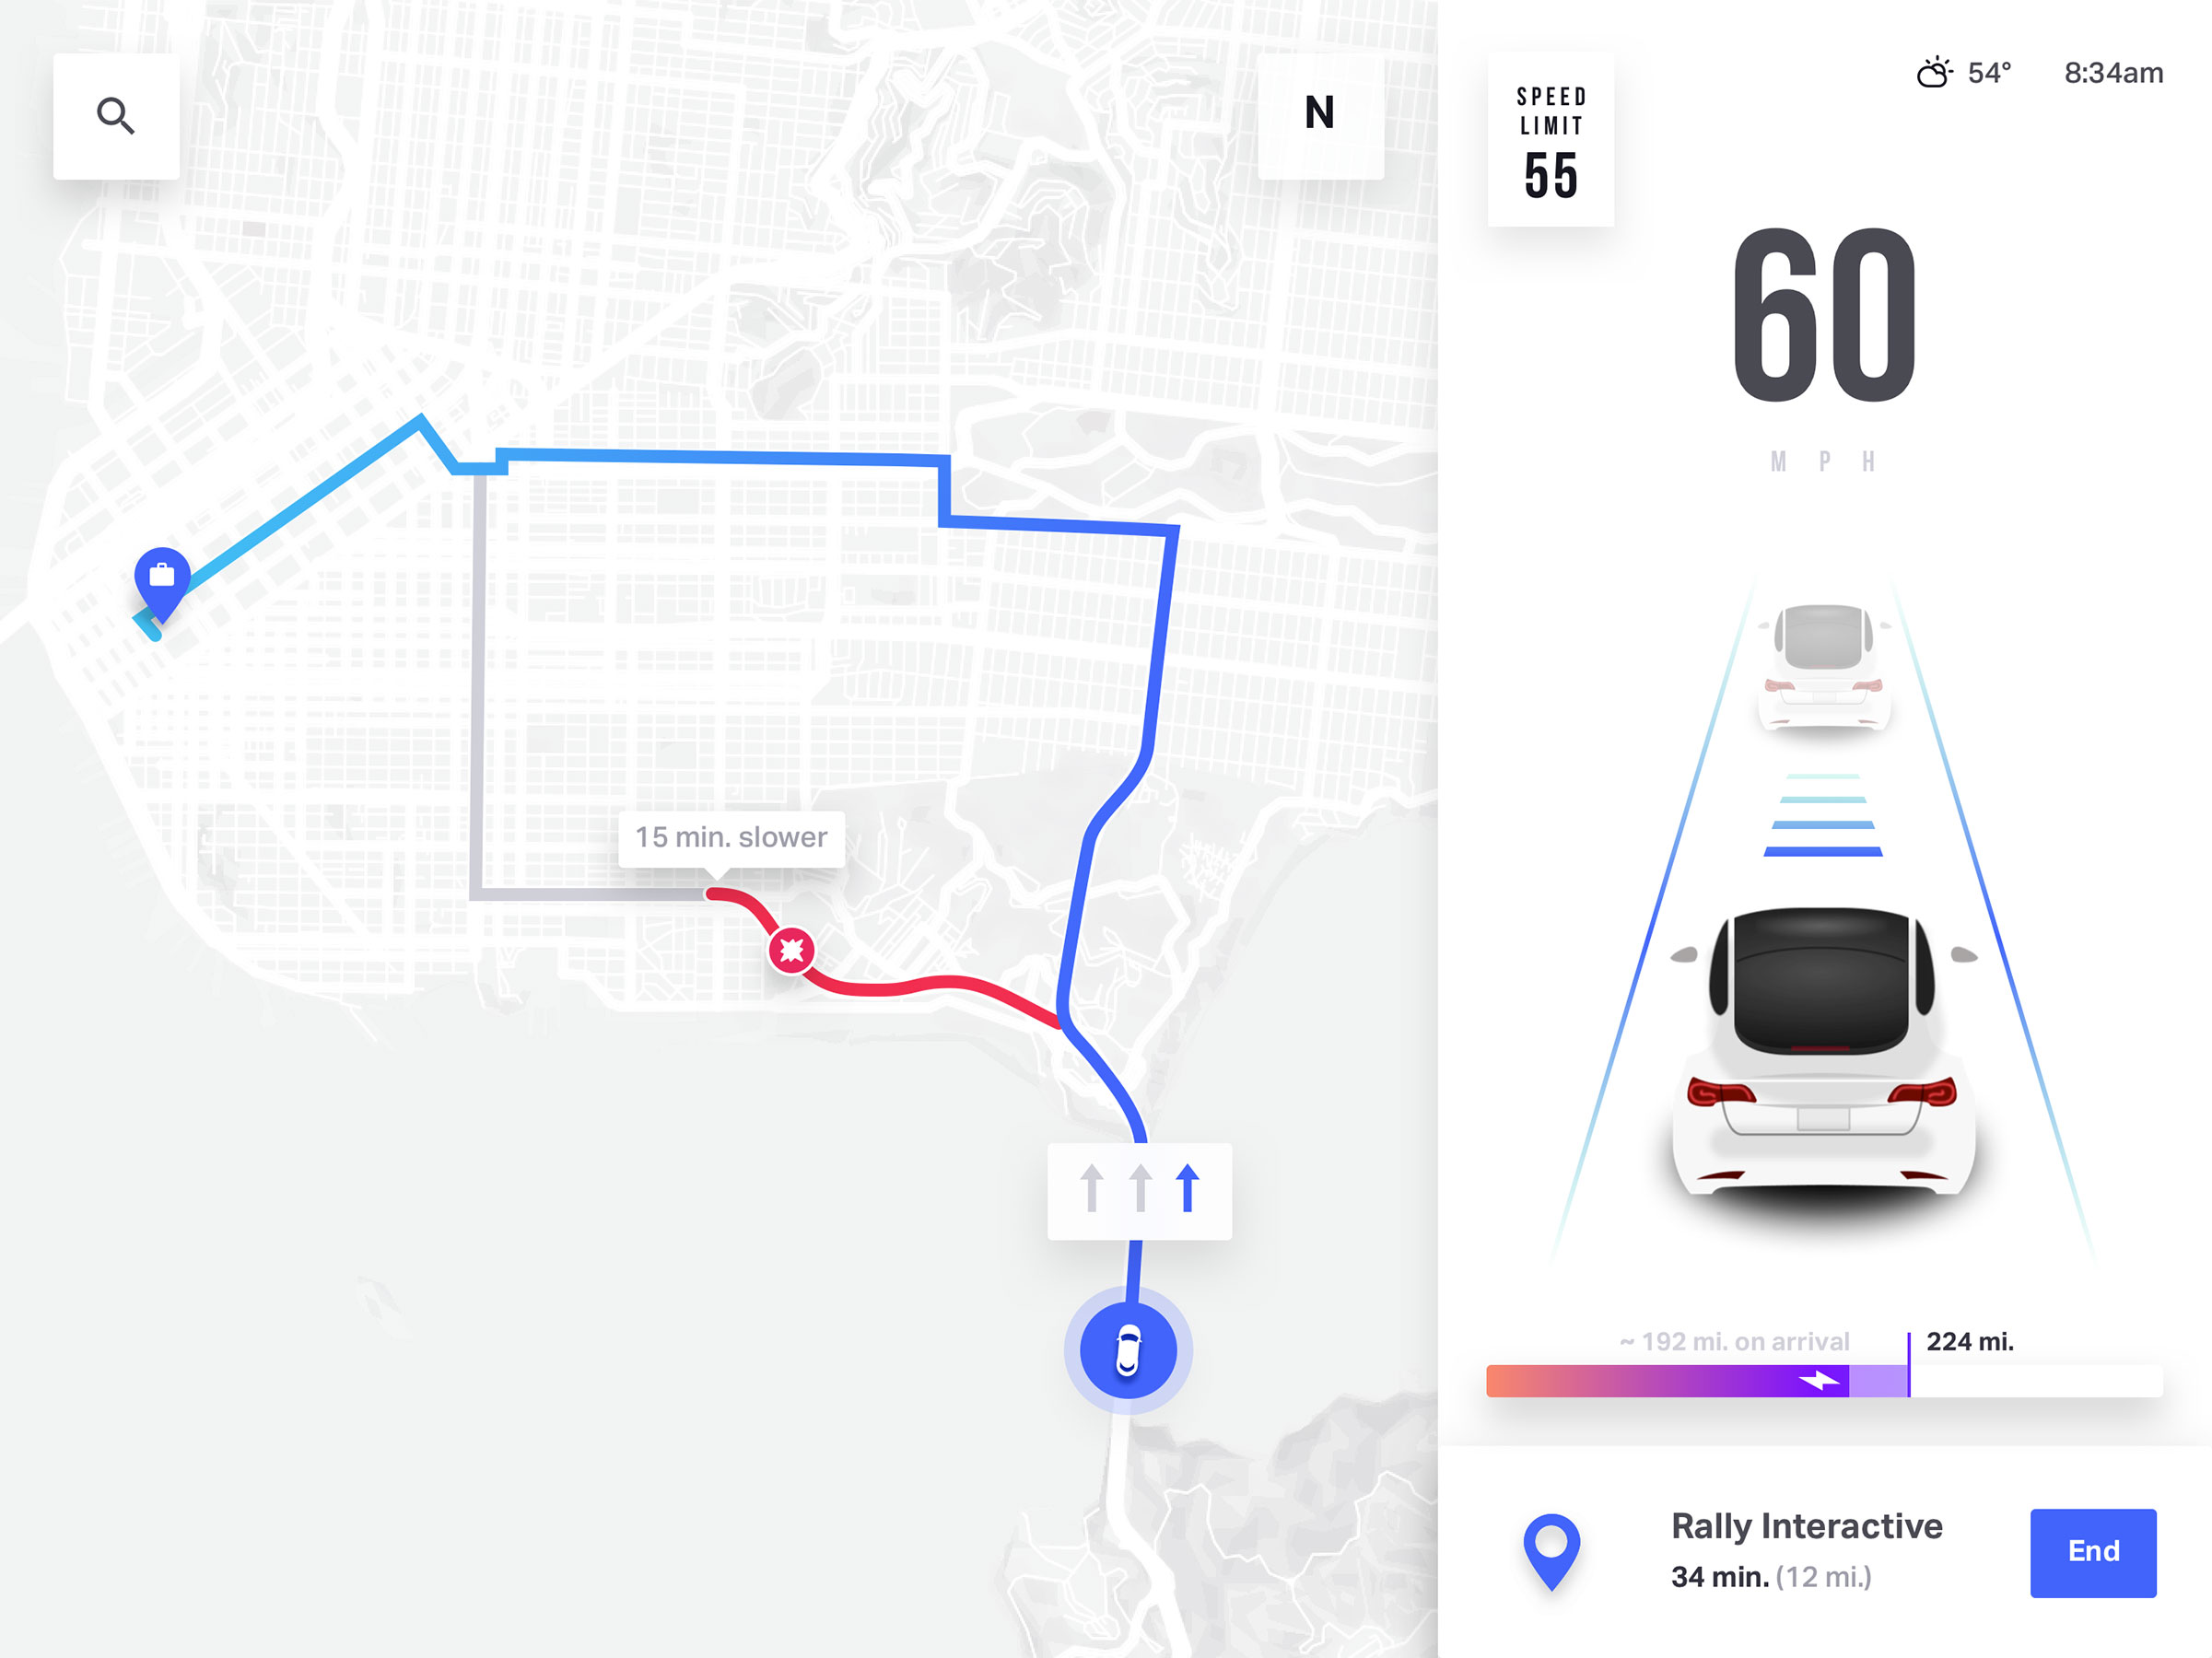 N
15 min. slower
SPEED
LIMIT
55
54°
8:34am
60
MPH
~ 192 mi. on arrival
224 mi.
Rally Interactive
34 min. (12 mi.)
End